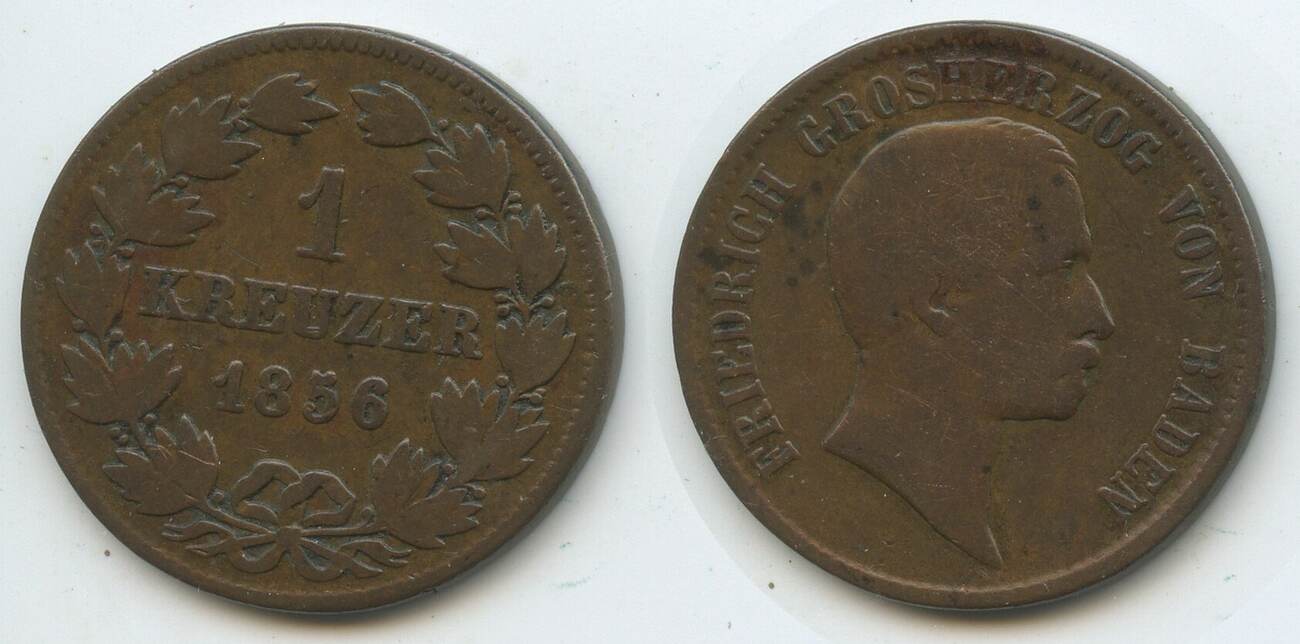 1
KREUZER
1856
FRIEDRICH GROSHERZOG VON BADEN